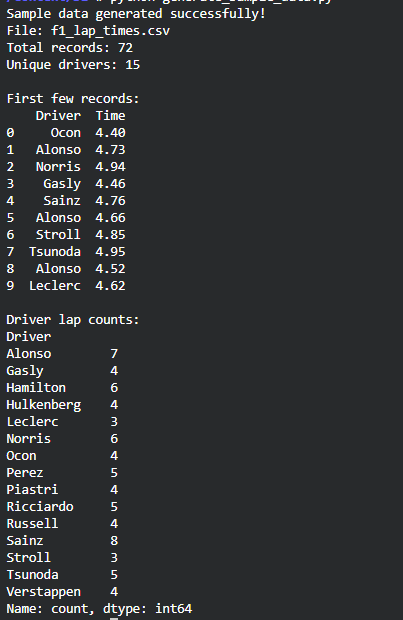 Sample data generated successfully!
File: f1_lap_times.csv
Total records: 72
Unique drivers: 15
First few records:
Driver Time
0 Ocon 4.40
1 Alonso 4.73
2 Norris 4.94
3 Gasly 4.46
4 Sainz 4.76
5 Alonso 4.66
6 Stroll 4.85
7 Tsunoda 4.95
8 Alonso 4.52
9 Leclerc 4.62
Driver lap counts:
Driver
Alonso 7
Gasly 4
Hamilton 6
Hulkenberg 4
Leclerc 3
Norris 6
Ocon 4
Perez 5
Piastri 4
Ricciardo 5
Russell 4
Sainz 8
Stroll 3
Tsunoda 5
Verstappen 4
Name: count, dtype: int64